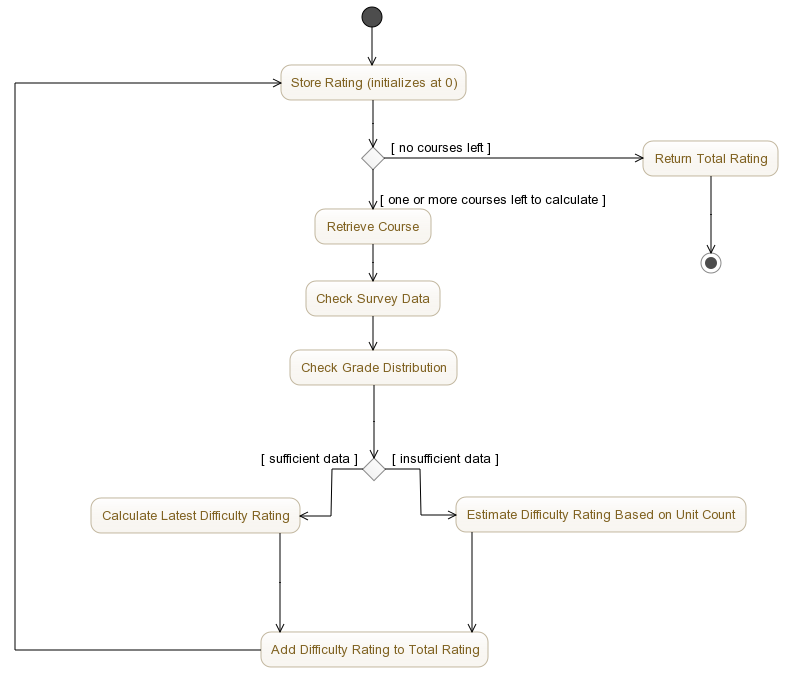 Store Rating (initializes at 0)
[ no courses left ]
Return Total Rating
[ one or more courses left to calculate ]
Retrieve Course
Check Survey Data
Check Grade Distribution
[ sufficient data ]
[ insufficient data ]
Calculate Latest Difficulty Rating
Estimate Difficulty Rating Based on Unit Count
Add Difficulty Rating to Total Rating